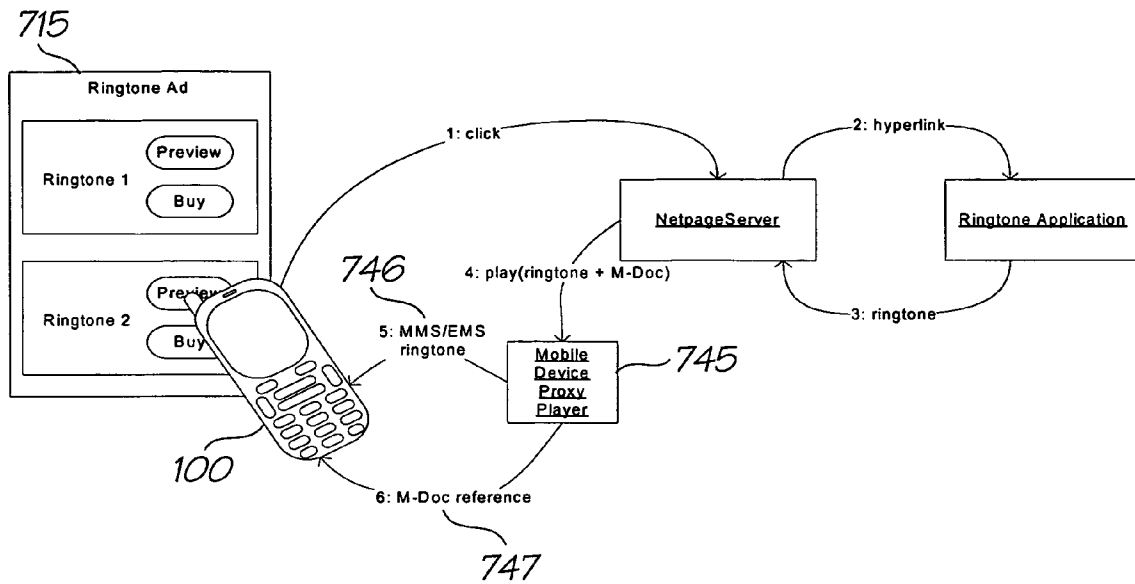 715
Ringtone Ad
Ringtone 1
Preview
Buy
Ringtone 2
Preview
Buy
100
1: click
NetpageServer
2: hyperlink
Ringtone Application
3: ringtone
4: play(ringtone + M-Doc)
746
5: MMS/EMS
ringtone
Mobile
Device
Proxy
Player
745
6: M-Doc reference
747